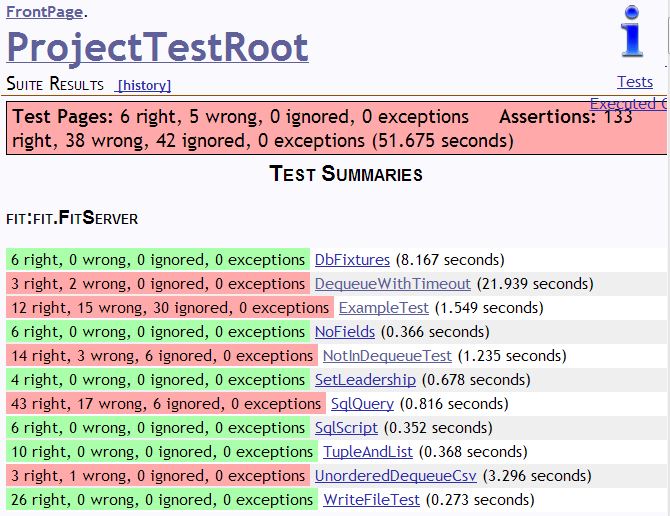 FrontPage.
ProjectTestRoot
SUITE RESULTS [history]
Tests
Executed
Test Pages: 6 right, 5 wrong, 0 ignored, 0 exceptions Assertions: 133
right, 38 wrong, 42 ignored, 0 exceptions (51.675 seconds)
TEST SUMMARIES
FIT:FIT.FITSERVER
6 right, 0 wrong, 0 ignored, 0 exceptions DbFixtures (8.167 seconds)
3 right, 2 wrong, 0 ignored, 0 exceptions DequeueWithTimeout (21.939 seconds)
12 right, 15 wrong, 30 ignored, 0 exceptions ExampleTest (1.549 seconds)
6 right, 0 wrong, 0 ignored, 0 exceptions NoFields (0.366 seconds)
14 right, 3 wrong, 6 ignored, 0 exceptions NotInDequeueTest (1.235 seconds)
4 right, 0 wrong, 0 ignored, 0 exceptions SetLeadership (0.678 seconds)
43 right, 17 wrong, 6 ignored, 0 exceptions SqlQuery (0.816 seconds)
6 right, 0 wrong, 0 ignored, 0 exceptions SqlScript (0.352 seconds)
10 right, 0 wrong, 0 ignored, 0 exceptions TupleAndList (0.368 seconds)
3 right, 1 wrong, 0 ignored, 0 exceptions UnorderedDequeueCsv (3.296 seconds)
26 right, 0 wrong, 0 ignored, 0 exceptions WriteFileTest (0.273 seconds)